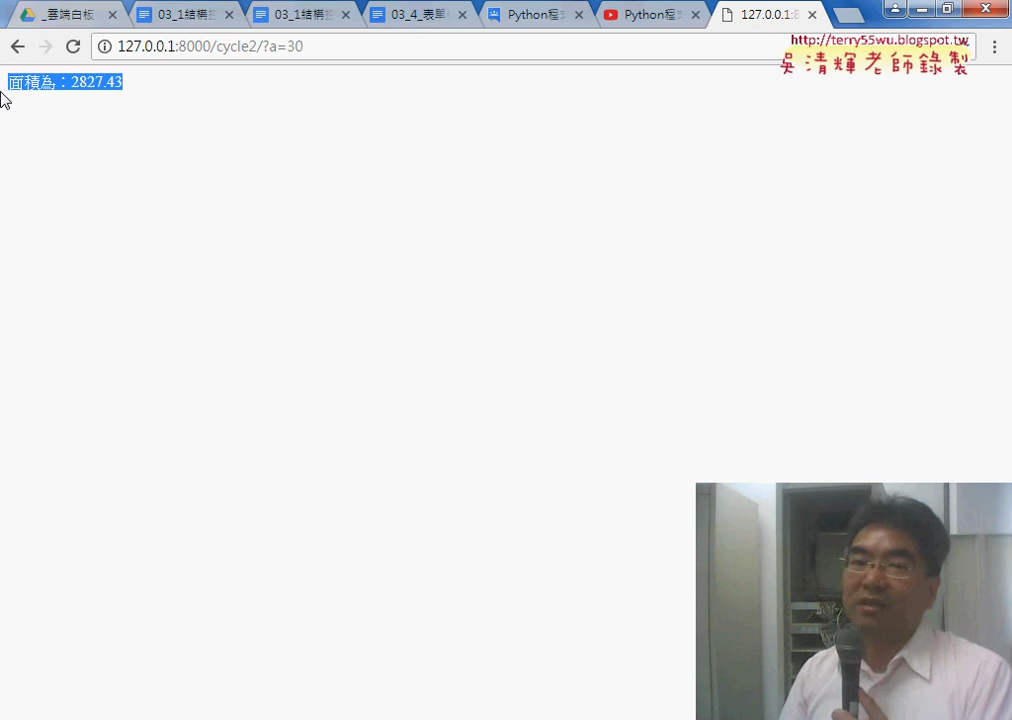 _雲端白板
03_1結構
03_1結構
03_4_表單
Python程
Python程
127.0.0.1:8
127.0.0.1:8000/cycle2/?a=30
http://terry55wu.blogspot.tw
吳清輝老師錄製
面積為：2827.43